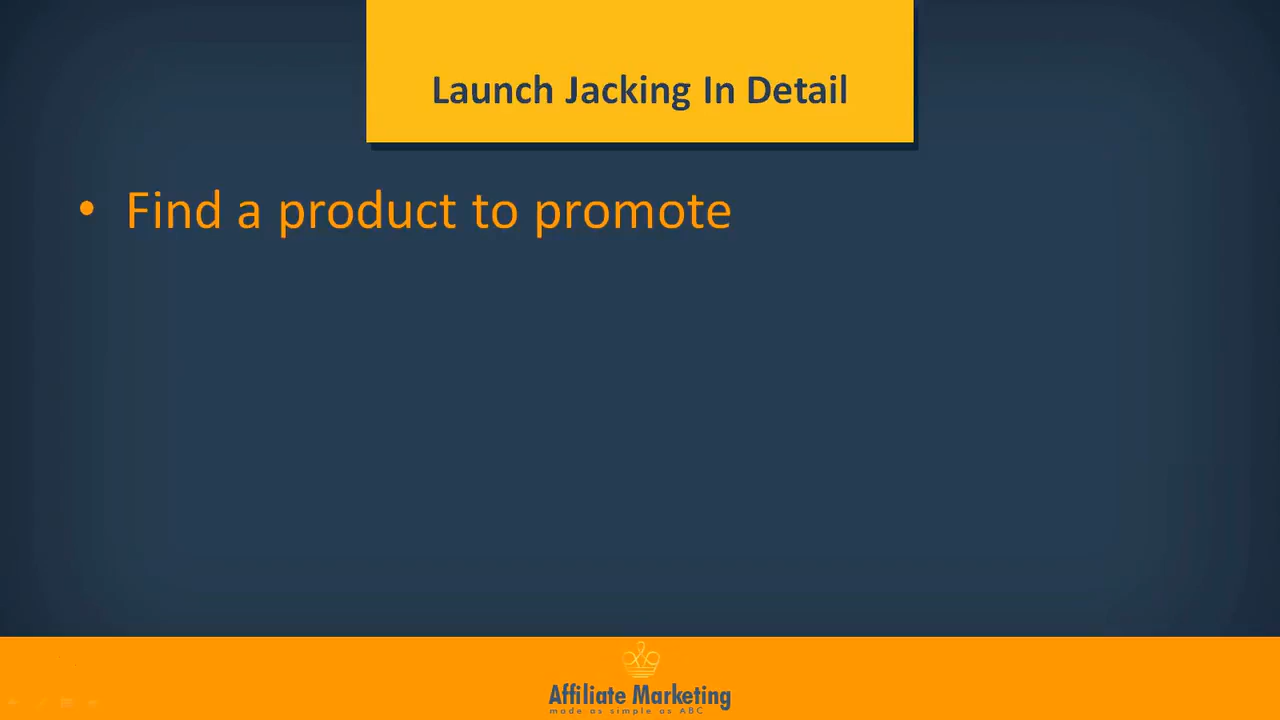 Launch Jacking In Detail
• Find a product to promote
Affiliate Marketing
made as simple as ABC